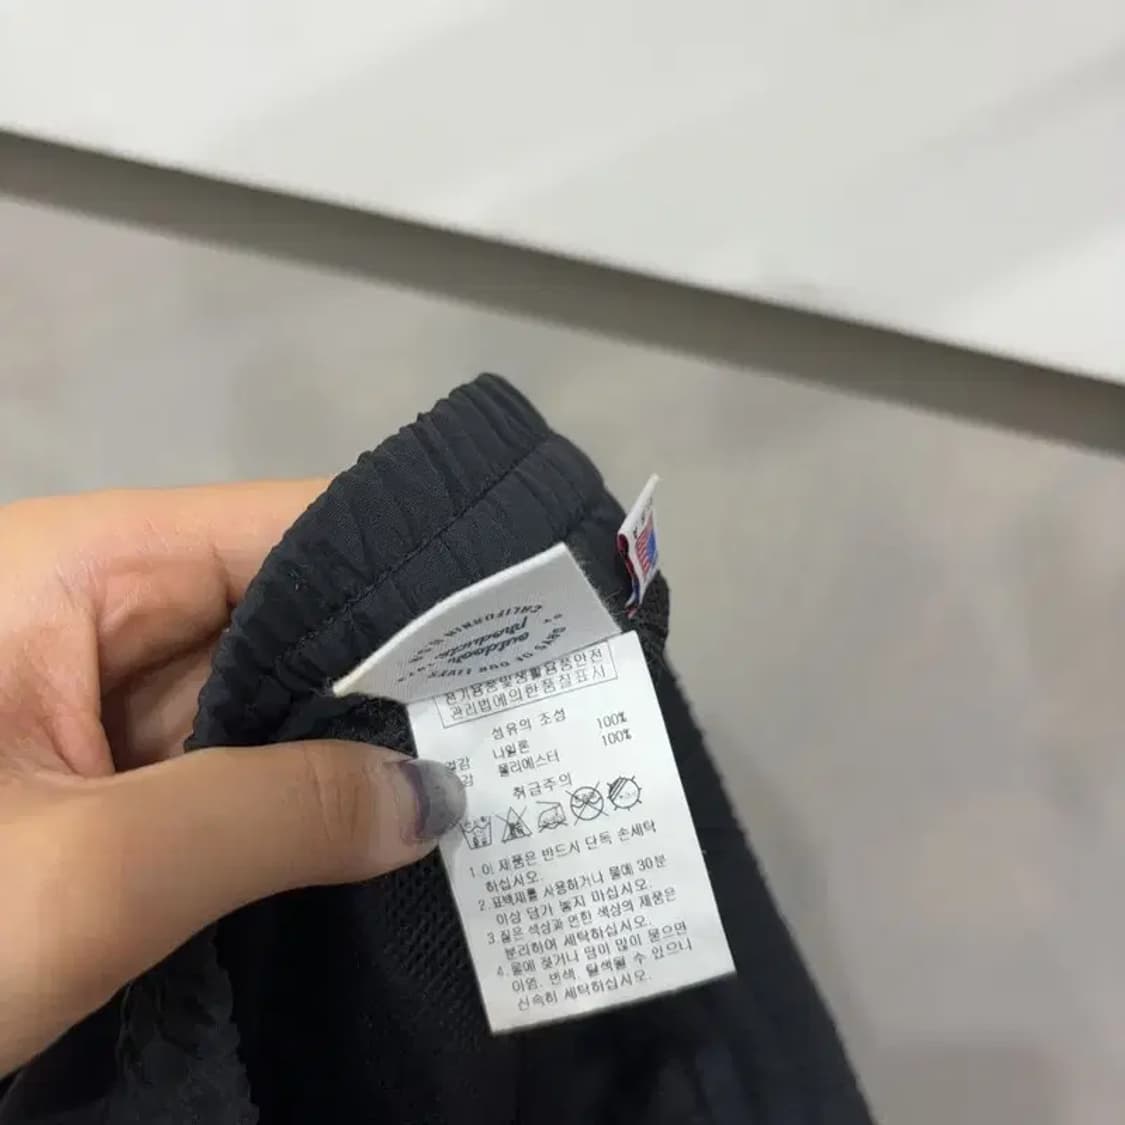 CALIFORNIA
outdoor
products
전기용품및생활용품안전
관리법에의한품질표시
섬유의 조성
겉감 나일론 100%
폴리에스터 100%
취급주의
1.이 제품은 반드시 단독 손세탁
하십시오.
2.표백제를 사용하거나 물에 30분
이상 담가 놓지 마십시오.
3.짙은 색상과 연한 색상의 제품은
분리하여 세탁하십시오.
4.물에 젖거나 땀이 많이 묻으면
이염, 변색, 탈색될 수 있으니
신속히 세탁하십시오.